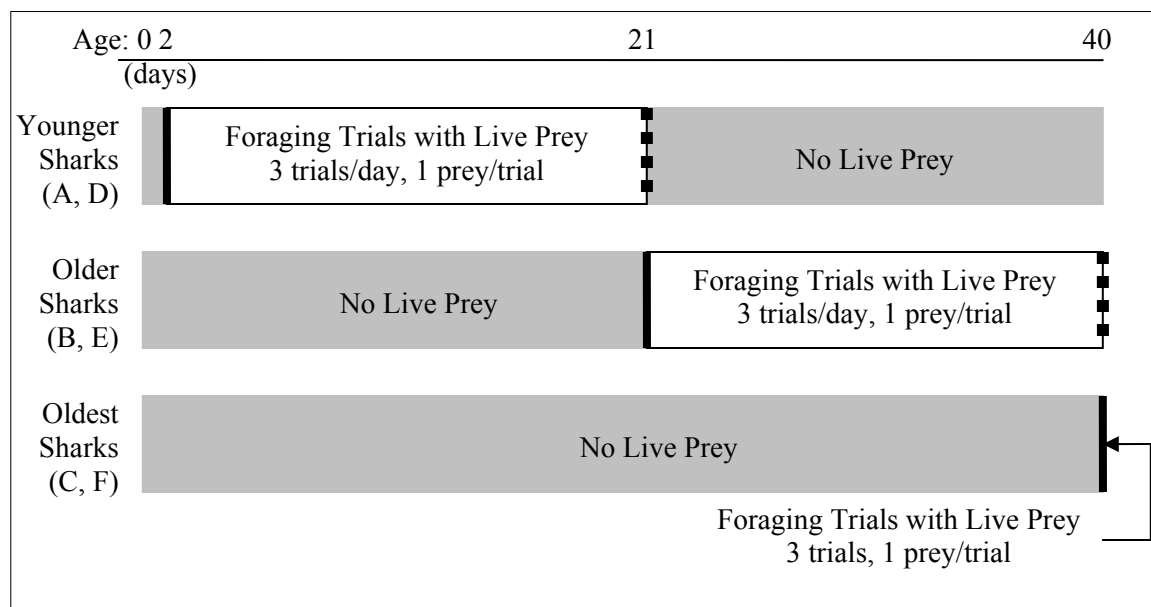 Age: 0 2 21 40
(days)
Younger
Sharks
(A, D)
Foraging Trials with Live Prey
3 trials/day, 1 prey/trial
No Live Prey
Older
Sharks
(B, E)
No Live Prey
Foraging Trials with Live Prey
3 trials/day, 1 prey/trial
Oldest
Sharks
(C, F)
No Live Prey
Foraging Trials with Live Prey
3 trials, 1 prey/trial